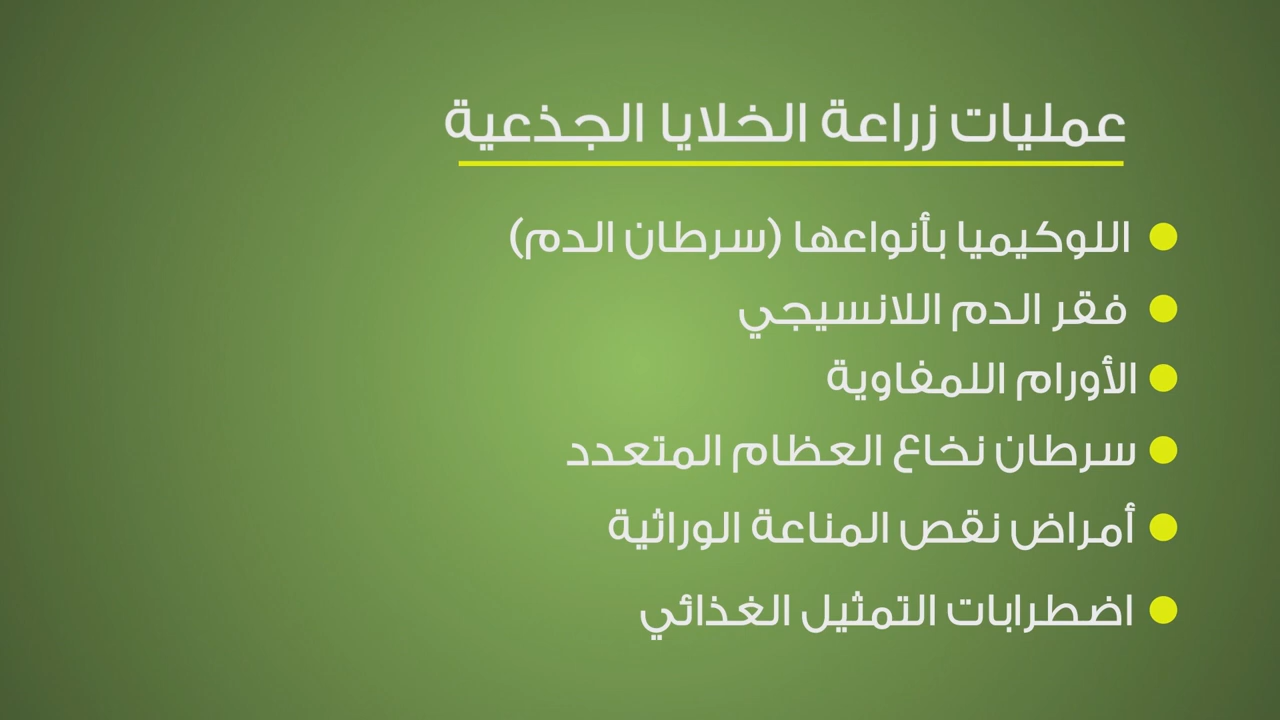 عمليات زراعة الخلايا الجذعية
اللوكيميا بأنواعها (سرطان الدم)
فقر الدم اللانسيجي
الأورام اللمفاوية
سرطان نخاع العظام المتعدد
أمراض نقص المناعة الوراثية
اضطرابات التمثيل الغذائي